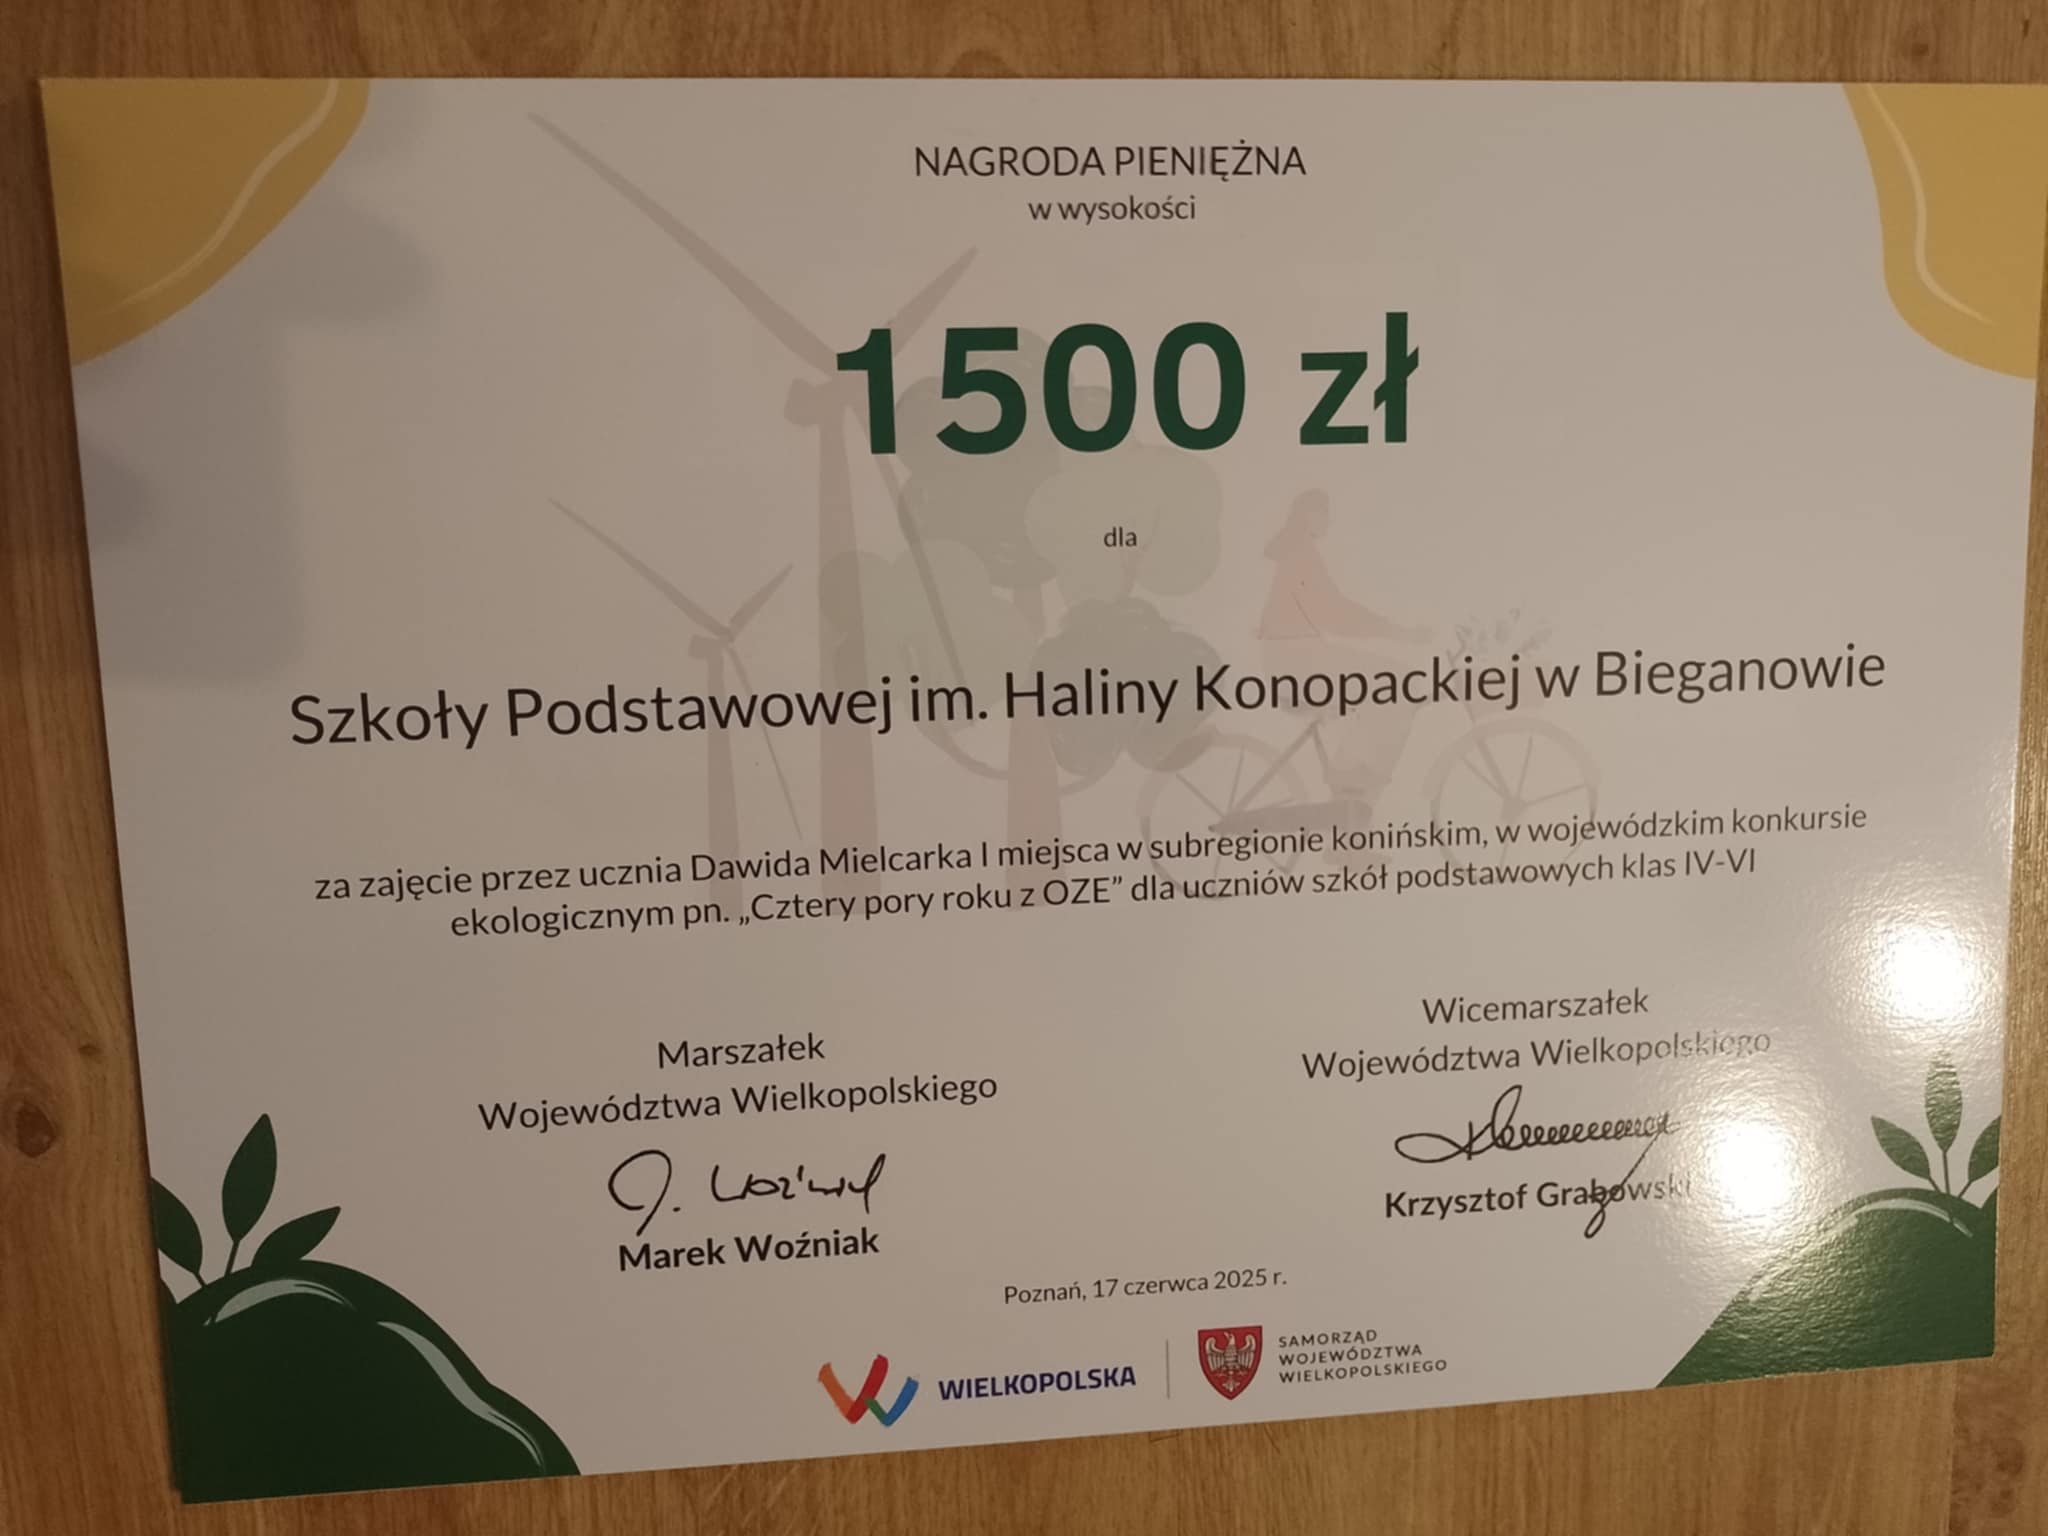 NAGRODA PIENIĘŻNA
w wysokości
1500 zł
dla
Szkoły Podstawowej im. Haliny Konopackiej w Bieganowie
za zajęcie przez ucznia Dawida Mielcarka I miejsca w subregionie konińskim, w wojewódzkim konkursie
ekologicznym pn. „Cztery pory roku z OZE” dla uczniów szkół podstawowych klas IV-VI
Marszałek
Województwa Wielkopolskiego
Marek Woźniak
Wicemarszałek
Województwa Wielkopolskiego
Krzysztof Grabowski
Poznań, 17 czerwca 2025 r.
WIELKOPOLSKA
SAMORZĄD
WOJEWÓDZTWA
WIELKOPOLSKIEGO